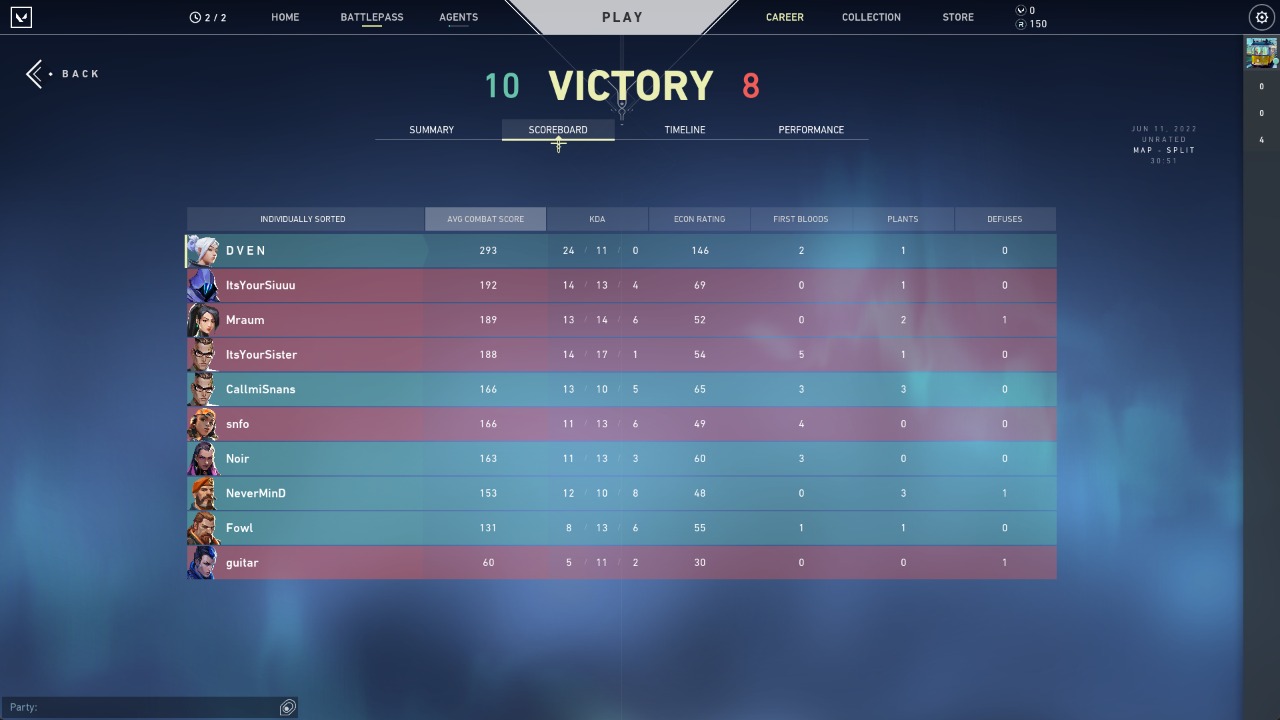 2 / 2 HOME BATTLEPASS AGENTS PLAY CAREER COLLECTION STORE 0
R 150
BACK
10 VICTORY 8
SUMMARY SCOREBOARD TIMELINE PERFORMANCE
JUN 11, 2022
UNRATED
MAP - SPLIT
30:51
0
0
4
INDIVIDUALLY SORTED AVG COMBAT SCORE KDA ECON RATING FIRST BLOODS PLANTS DEFUSES
D V E N 293 24 / 11 / 0 146 2 1 0
ItsYourSiuuu 192 14 / 13 / 4 69 0 1 0
Mraum 189 13 / 14 / 6 52 0 2 1
ItsYourSister 188 14 / 17 / 1 54 5 1 0
CallmiSnans 166 13 / 10 / 5 65 3 3 0
snfo 166 11 / 13 / 6 49 4 0 0
Noir 163 11 / 13 / 3 60 3 0 0
NeverMinD 153 12 / 10 / 8 48 0 3 1
Fowl 131 8 / 13 / 6 55 1 1 0
guitar 60 5 / 11 / 2 30 0 0 1
Party: